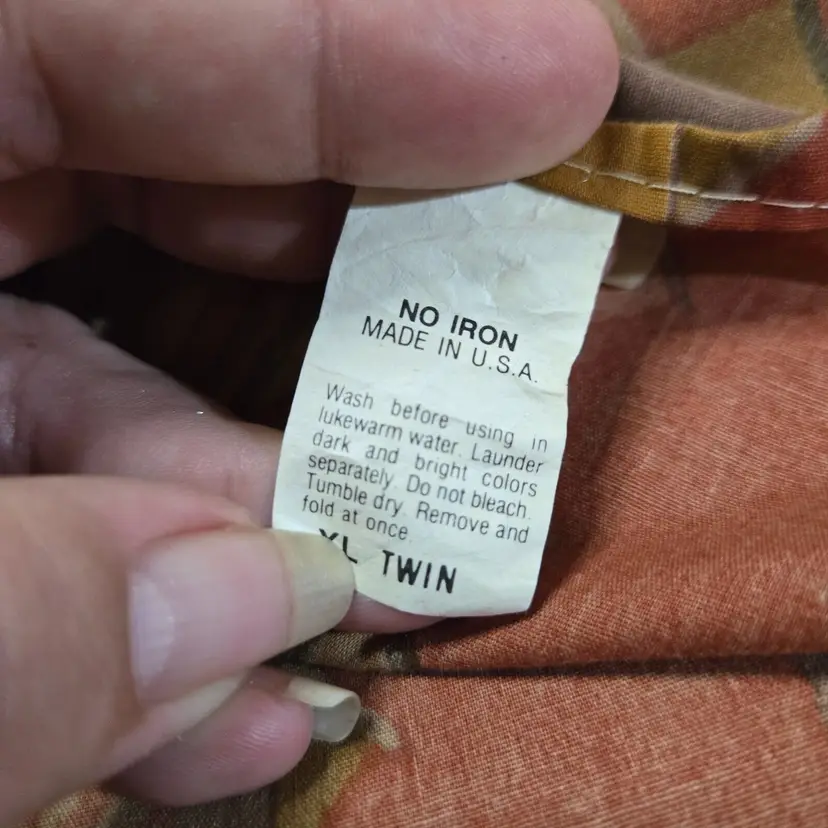 NO IRON
MADE IN U.S.A.
Wash before using in
lukewarm water. Launder
dark and bright colors
separately. Do not bleach.
Tumble dry. Remove and
fold at once.
XL TWIN